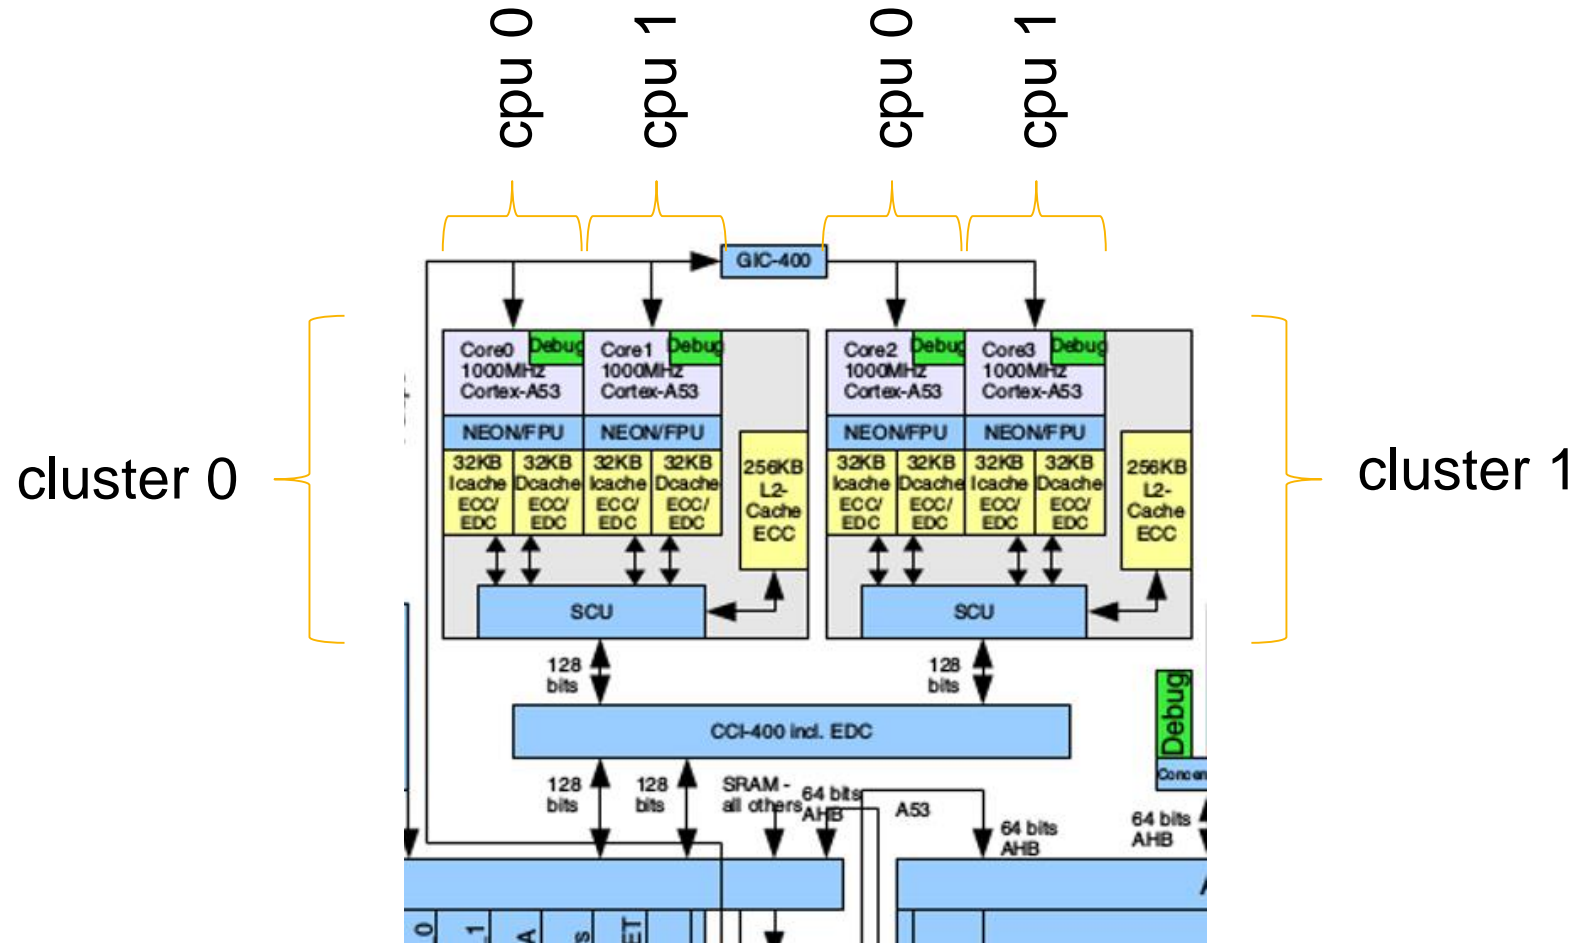 cpu 0
cpu 1
cpu 0
cpu 1
GIC-400
cluster 0
cluster 1
Core0
1000MHz
Cortex-A53
Debug
Core1
1000MHz
Cortex-A53
Debug
Core2
1000MHz
Cortex-A53
Debug
Core3
1000MHz
Cortex-A53
Debug
NEON/FPU
NEON/FPU
NEON/FPU
NEON/FPU
32KB
Icache
ECC/
EDC
32KB
Dcache
ECC/
EDC
32KB
Icache
ECC/
EDC
32KB
Dcache
ECC/
EDC
256KB
L2-
Cache
ECC
32KB
Icache
ECC/
EDC
32KB
Dcache
ECC/
EDC
32KB
Icache
ECC/
EDC
32KB
Dcache
ECC/
EDC
256KB
L2-
Cache
ECC
SCU
SCU
128
bits
128
bits
Debug
CCI-400 incl. EDC
128
bits
128
bits
SRAM -
all others
64 bits
AHB
A53
64 bits
AHB
64 bits
AHB